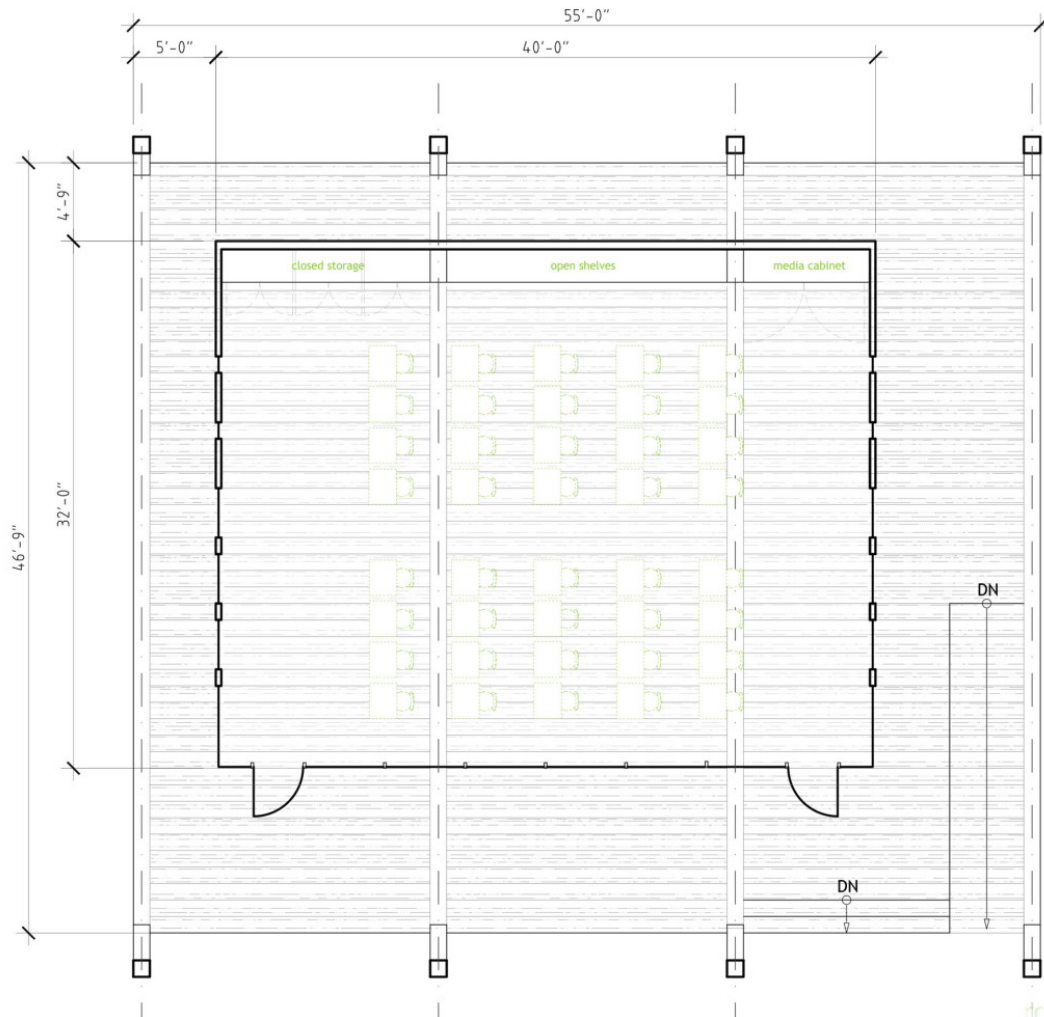 55'-0"
5'-0"
40'-0"
4'-9"
32'-0"
46'-9"
closed storage
open shelves
media cabinet
DN
DN